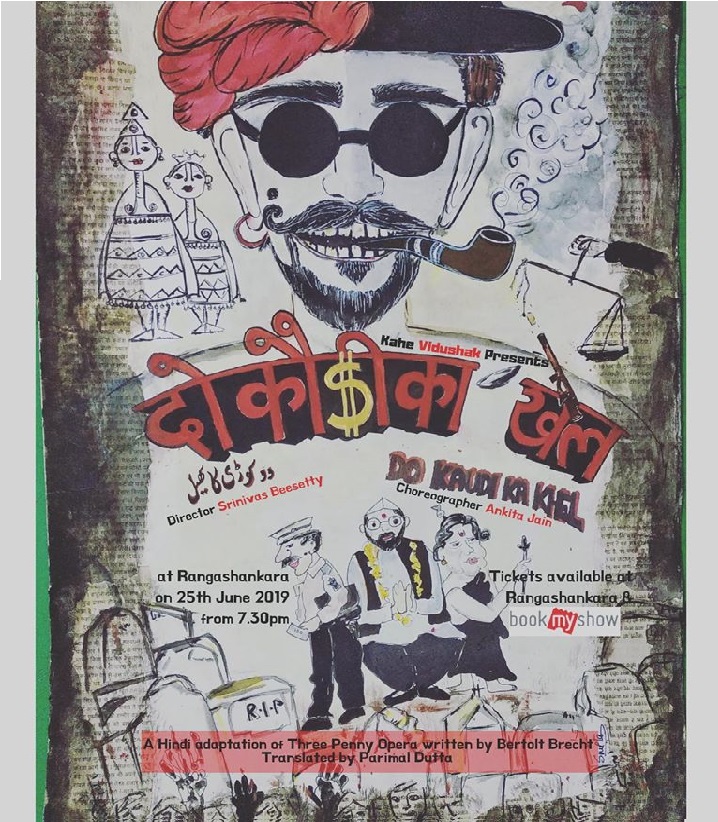 Kahe Vidushak Presents
दो कौ$ी का खेल
دو کوڑی کا کھیل
DO KAUDI KA KHEL
Director Srinivas Beesetty
Choreographer Ankita Jain
at Rangashankara
on 25th June 2019
from 7.30pm
Tickets available at
Rangashankara &
bookmyshow
R.I.P
A Hindi adaptation of Three Penny Opera written by Bertolt Brecht
Translated by Parimal Dutta